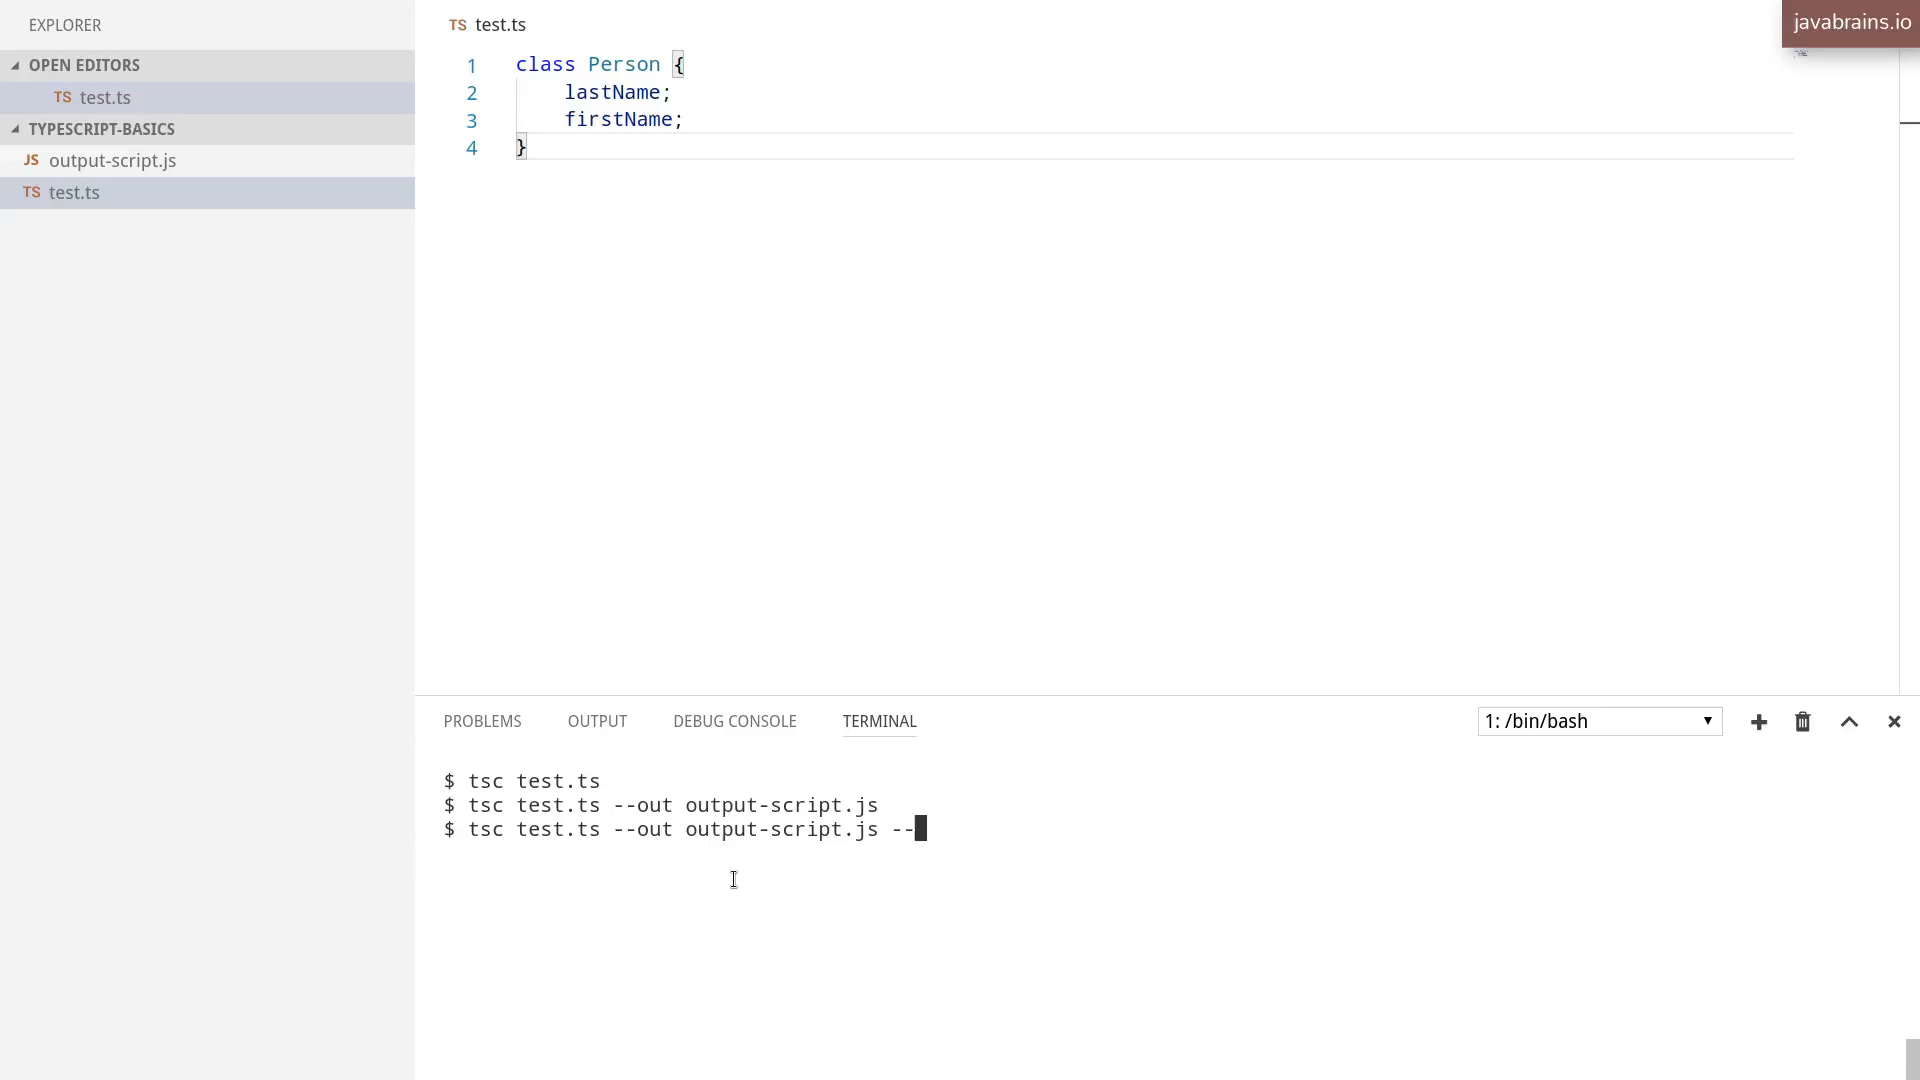 EXPLORER
OPEN EDITORS
TS test.ts
TYPESCRIPT-BASICS
JS output-script.js
TS test.ts
TS test.ts
javabrains.io
1 class Person {
2 lastName;
3 firstName;
4 }
PROBLEMS OUTPUT DEBUG CONSOLE TERMINAL 1: /bin/bash
$ tsc test.ts
$ tsc test.ts --out output-script.js
$ tsc test.ts --out output-script.js --